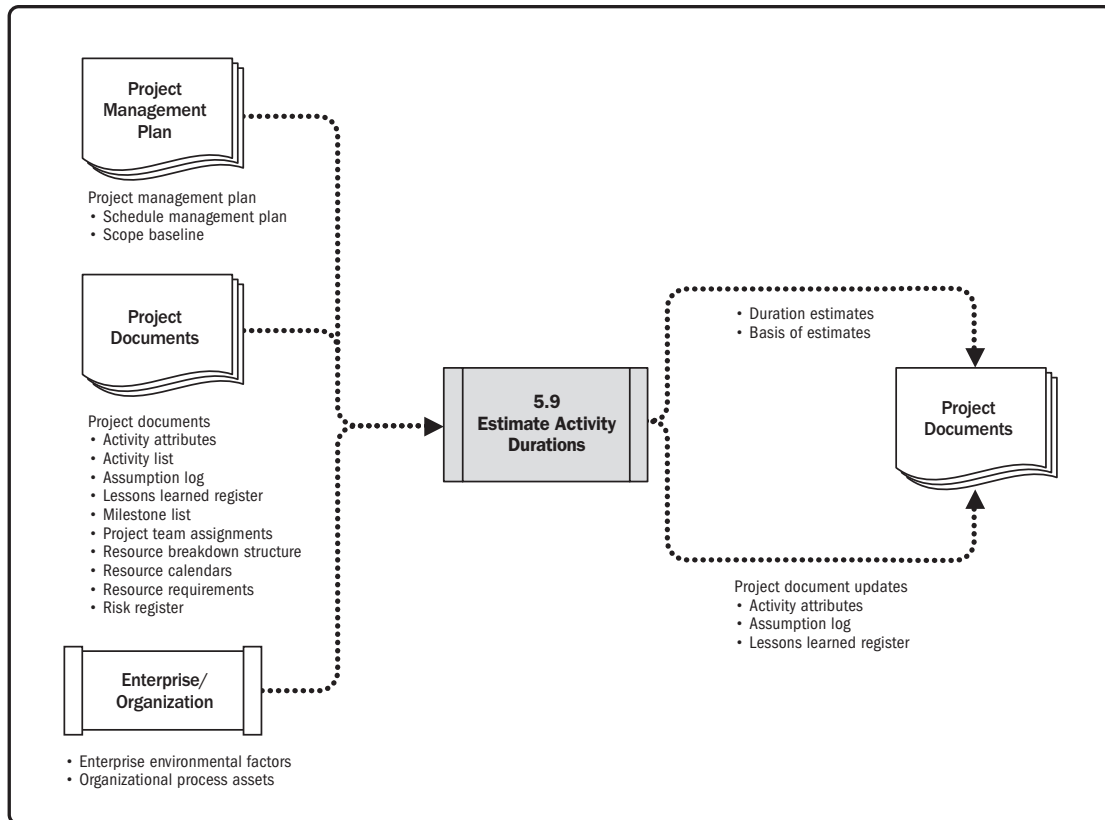 Project
Management
Plan
Project management plan
• Schedule management plan
• Scope baseline
Project
Documents
Project documents
• Activity attributes
• Activity list
• Assumption log
• Lessons learned register
• Milestone list
• Project team assignments
• Resource breakdown structure
• Resource calendars
• Resource requirements
• Risk register
Enterprise/
Organization
• Enterprise environmental factors
• Organizational process assets
5.9
Estimate Activity
Durations
• Duration estimates
• Basis of estimates
Project
Documents
Project document updates
• Activity attributes
• Assumption log
• Lessons learned register